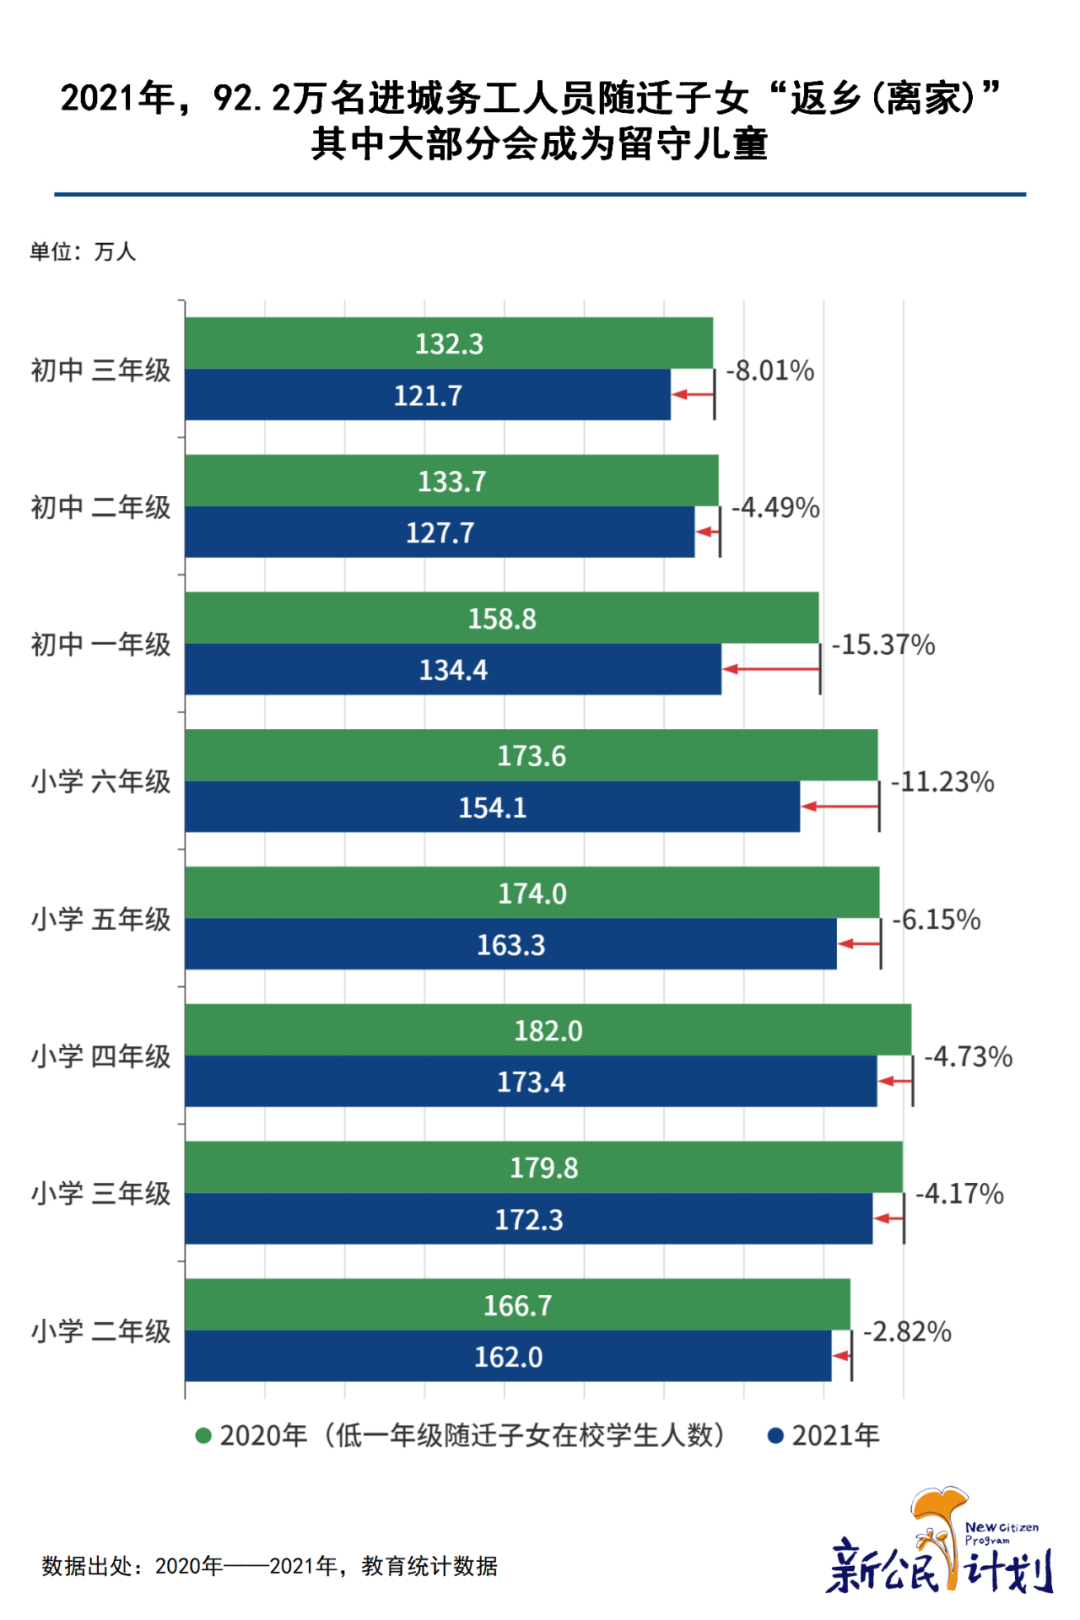 2021年，92.2万名进城务工人员随迁子女“返乡(离家)”
其中大部分会成为留守儿童
单位：万人
初中 三年级
132.3
121.7
-8.01%
初中 二年级
133.7
127.7
-4.49%
初中 一年级
158.8
134.4
-15.37%
小学 六年级
173.6
154.1
-11.23%
小学 五年级
174.0
163.3
-6.15%
小学 四年级
182.0
173.4
-4.73%
小学 三年级
179.8
172.3
-4.17%
小学 二年级
166.7
162.0
-2.82%
2020年（低一年级随迁子女在校学生人数） 2021年
数据出处：2020年——2021年，教育统计数据
New Citizen
Program
新公民计划